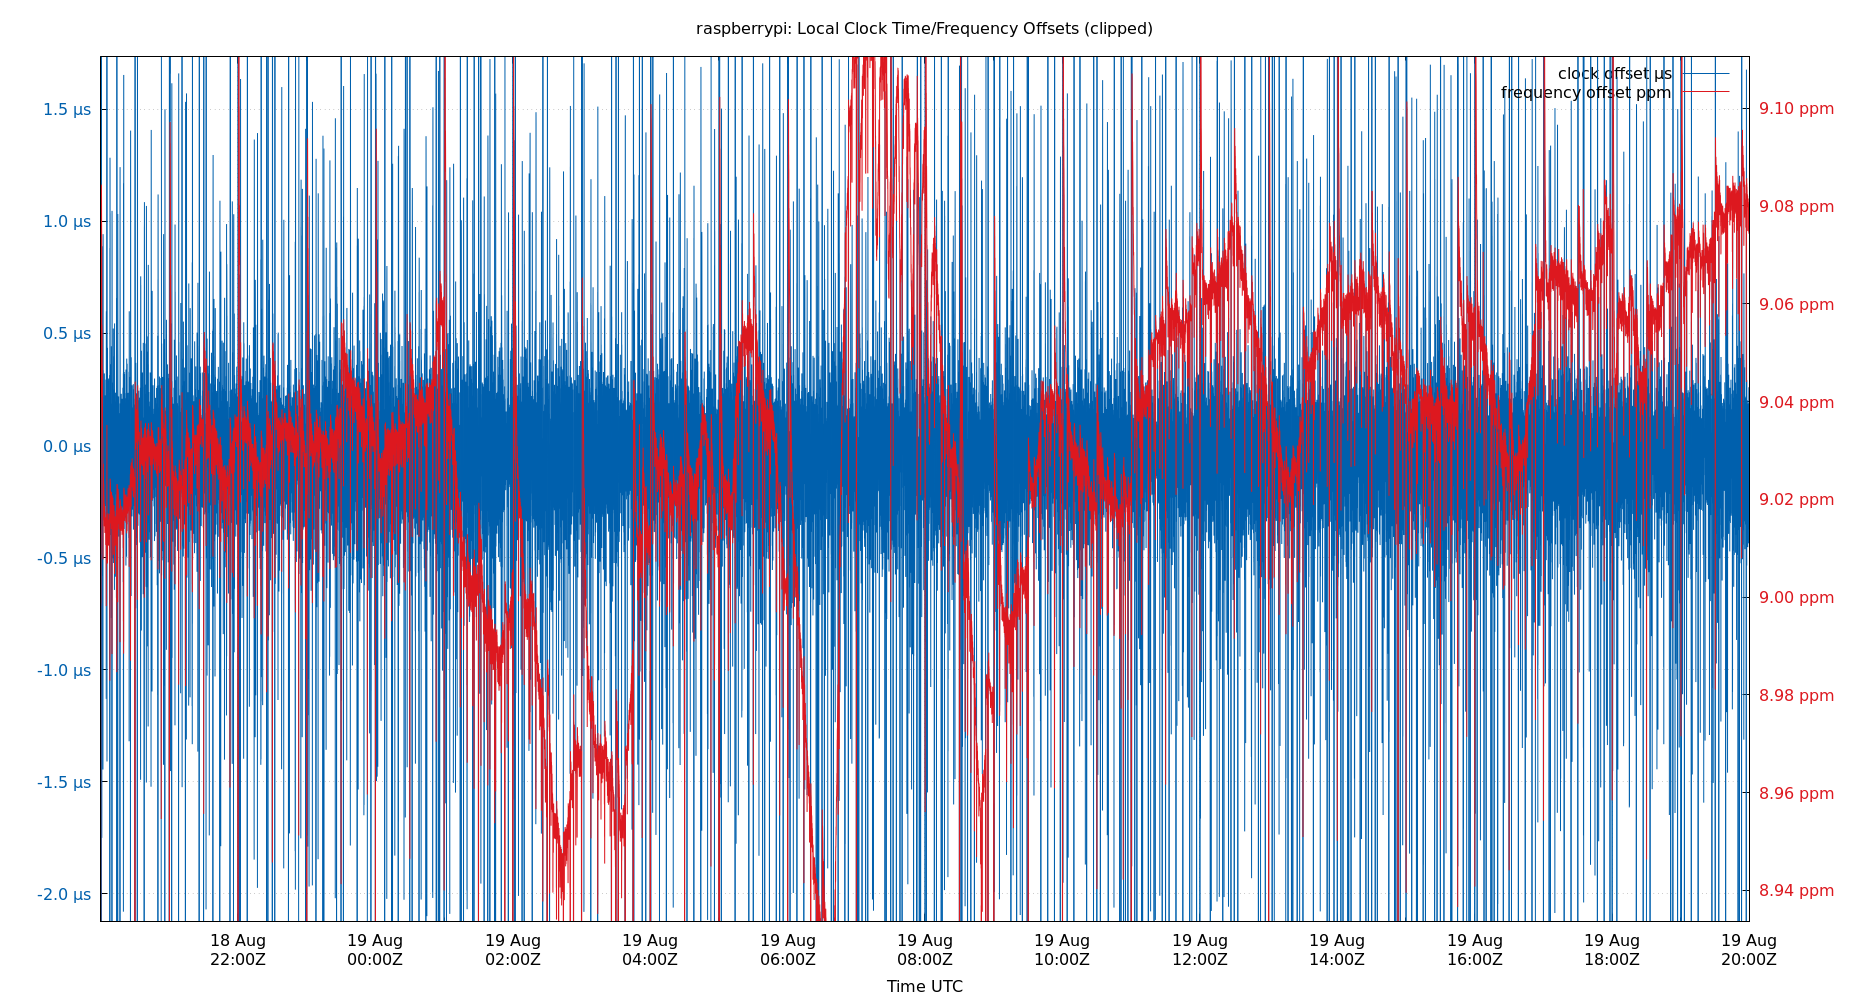 raspberrypi: Local Clock Time/Frequency Offsets (clipped)
clock offset µs
frequency offset ppm
1.5 µs
1.0 µs
0.5 µs
0.0 µs
-0.5 µs
-1.0 µs
-1.5 µs
-2.0 µs
9.10 ppm
9.08 ppm
9.06 ppm
9.04 ppm
9.02 ppm
9.00 ppm
8.98 ppm
8.96 ppm
8.94 ppm
18 Aug 19 Aug 19 Aug 19 Aug 19 Aug 19 Aug 19 Aug 19 Aug 19 Aug 19 Aug 19 Aug 19 Aug
22:00Z 00:00Z 02:00Z 04:00Z 06:00Z 08:00Z 10:00Z 12:00Z 14:00Z 16:00Z 18:00Z 20:00Z
Time UTC